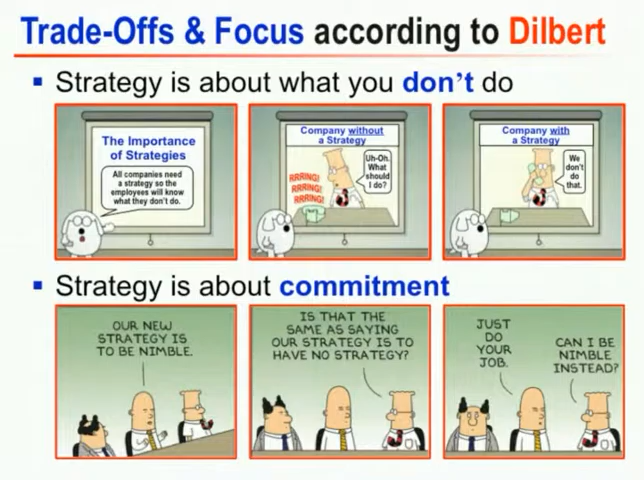 Trade-Offs & Focus according to Dilbert
Strategy is about what you don't do
The Importance
of Strategies
All companies need
a strategy so the
employees will know
what they don't do.
Company without
a Strategy
RRRING!
RRRING!
RRRING!
Uh-Oh.
What
should
I do?
Company with
a Strategy
We
don't
do
that.
Strategy is about commitment
OUR NEW
STRATEGY IS
TO BE NIMBLE.
IS THAT THE
SAME AS SAYING
OUR STRATEGY IS TO
HAVE NO STRATEGY?
JUST
DO
YOUR
JOB.
CAN I BE
NIMBLE
INSTEAD?